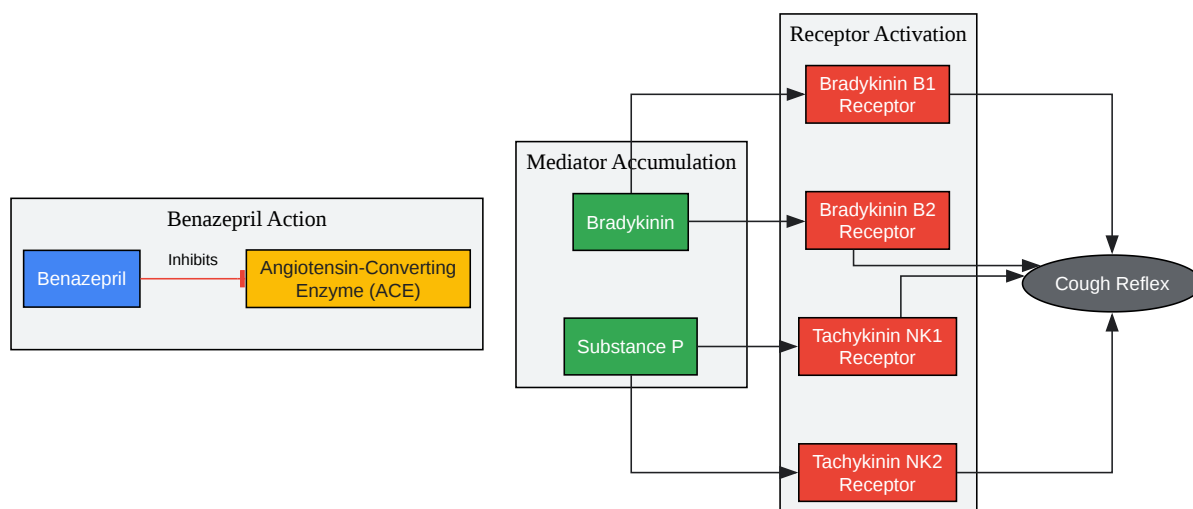 Receptor Activation
Bradykinin B1
Receptor
Mediator Accumulation
Bradykinin
Bradykinin B2
Receptor
Benazepril Action
Benazepril
Inhibits
Angiotensin-Converting
Enzyme (ACE)
Cough Reflex
Substance P
Tachykinin NK1
Receptor
Tachykinin NK2
Receptor